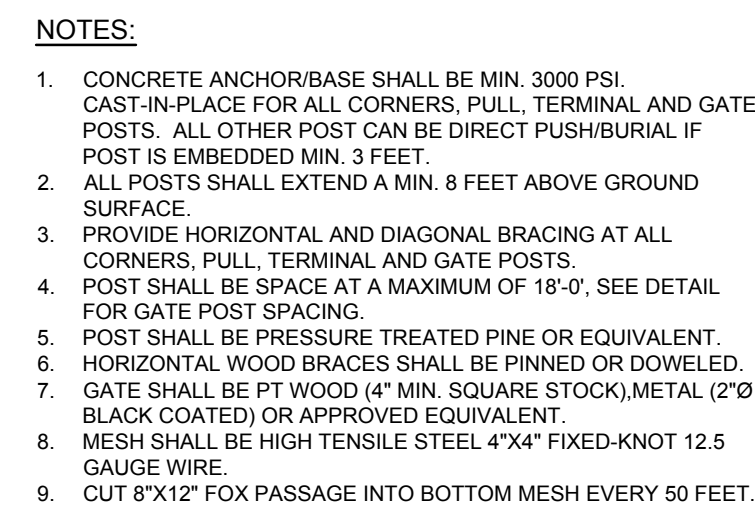 NOTES:
1. CONCRETE ANCHOR/BASE SHALL BE MIN. 3000 PSI.
CAST-IN-PLACE FOR ALL CORNERS, PULL, TERMINAL AND GATE
POSTS. ALL OTHER POST CAN BE DIRECT PUSH/BURIAL IF
POST IS EMBEDDED MIN. 3 FEET.
2. ALL POSTS SHALL EXTEND A MIN. 8 FEET ABOVE GROUND
SURFACE.
3. PROVIDE HORIZONTAL AND DIAGONAL BRACING AT ALL
CORNERS, PULL, TERMINAL AND GATE POSTS.
4. POST SHALL BE SPACE AT A MAXIMUM OF 18'-0', SEE DETAIL
FOR GATE POST SPACING.
5. POST SHALL BE PRESSURE TREATED PINE OR EQUIVALENT.
6. HORIZONTAL WOOD BRACES SHALL BE PINNED OR DOWELED.
7. GATE SHALL BE PT WOOD (4" MIN. SQUARE STOCK),METAL (2"Ø
BLACK COATED) OR APPROVED EQUIVALENT.
8. MESH SHALL BE HIGH TENSILE STEEL 4"X4" FIXED-KNOT 12.5
GAUGE WIRE.
9. CUT 8"X12" FOX PASSAGE INTO BOTTOM MESH EVERY 50 FEET.